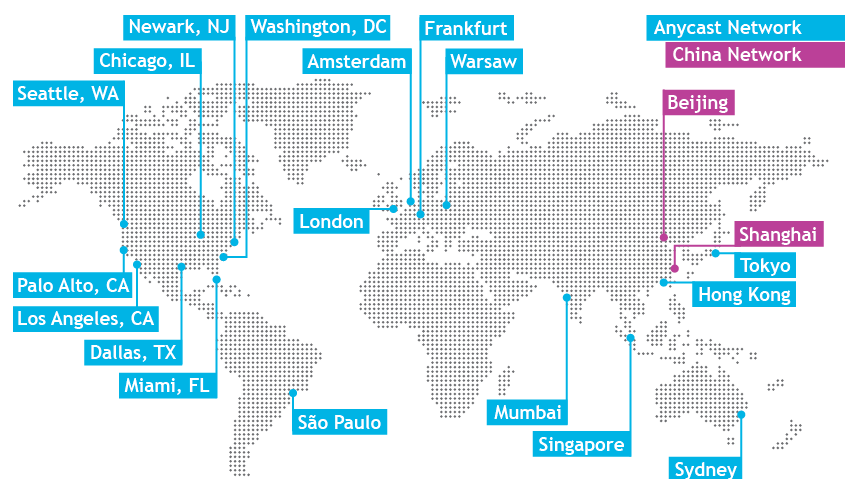 Newark, NJ
Washington, DC
Frankfurt
Anycast Network
Chicago, IL
Amsterdam
Warsaw
China Network
Seattle, WA
Beijing
London
Shanghai
Tokyo
Palo Alto, CA
Hong Kong
Los Angeles, CA
Dallas, TX
Miami, FL
Mumbai
São Paulo
Singapore
Sydney